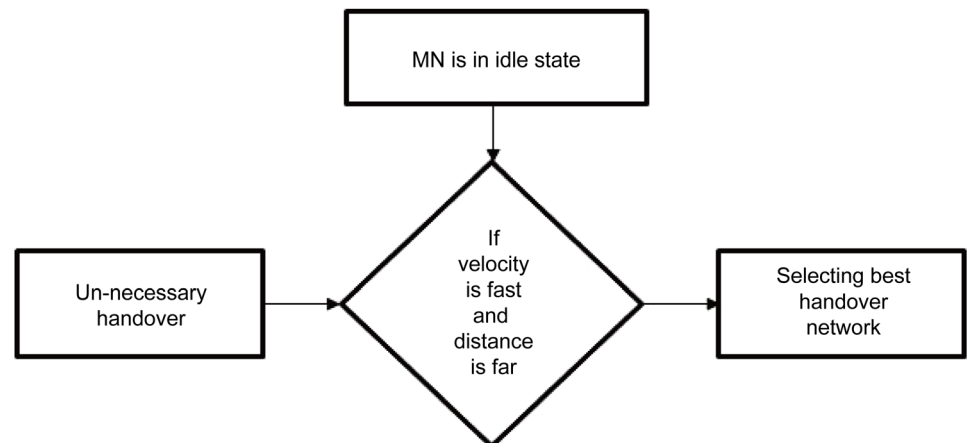 MN is in idle state
Un-necessary
handover
If
velocity
is fast
and
distance
is far
Selecting best
handover
network